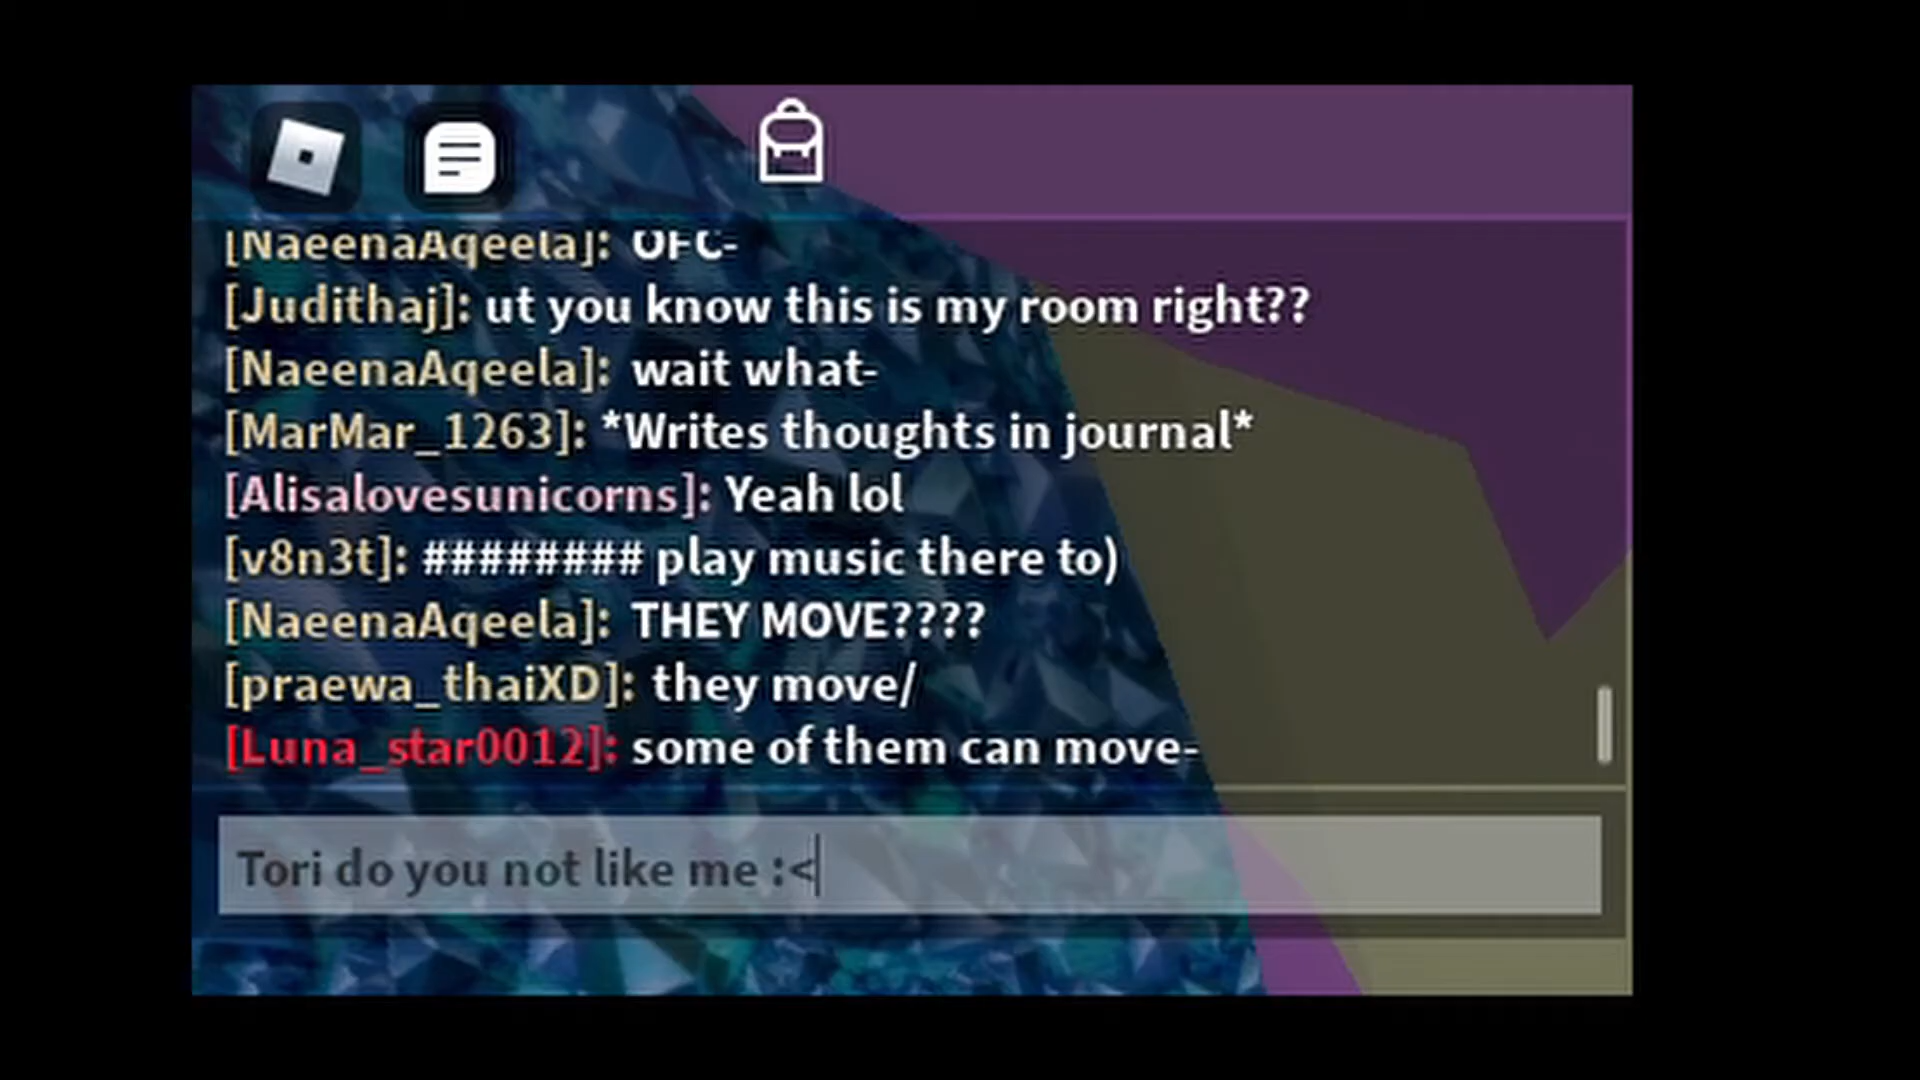 [NaeenaAqeela]: OFC-
[Judithaj]: ut you know this is my room right??
[NaeenaAqeela]: wait what-
[MarMar_1263]: *Writes thoughts in journal*
[Alisalovesunicorns]: Yeah lol
[v8n3t]: ######## play music there to)
[NaeenaAqeela]: THEY MOVE????
[praewa_thaiXD]: they move/
[Luna_star0012]: some of them can move-
Tori do you not like me :<